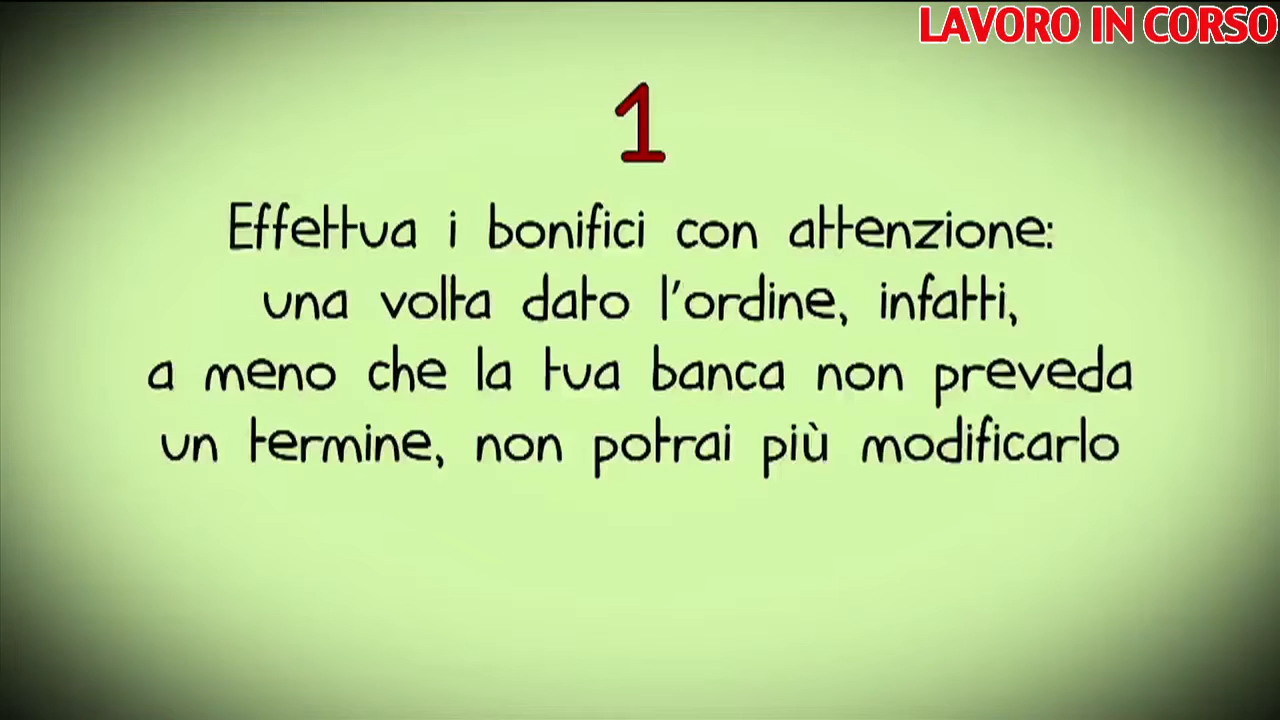 LAVORO IN CORSO
1
Effettua i bonifici con attenzione:
una volta dato l'ordine, infatti,
a meno che la tua banca non preveda
un termine, non potrai più modificarlo